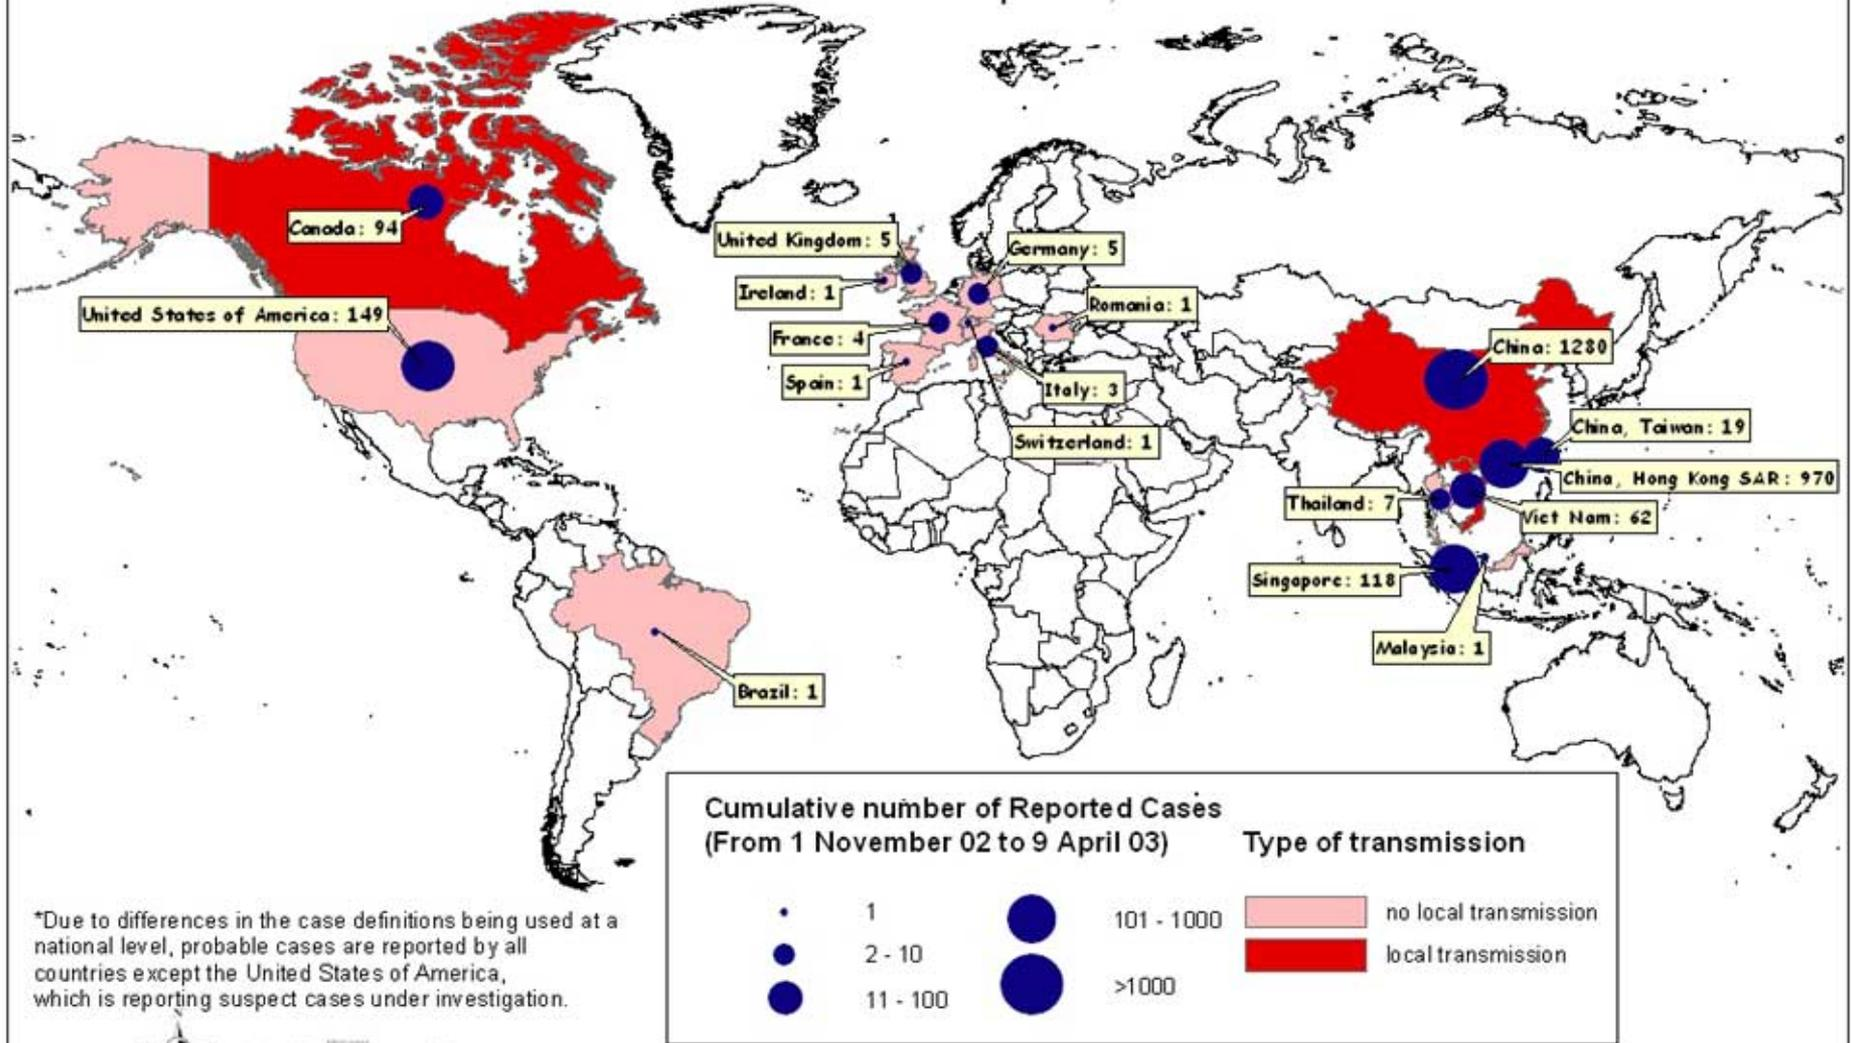 Canada: 94
United States of America: 149
United Kingdom: 5
Germany: 5
Ireland: 1
Romania: 1
France: 4
Spain: 1
Italy: 3
Switzerland: 1
China: 1280
China, Taiwan: 19
China, Hong Kong SAR: 970
Thailand: 7
Viet Nam: 62
Singapore: 118
Malaysia: 1
Brazil: 1
Cumulative number of Reported Cases
(From 1 November 02 to 9 April 03)
Type of transmission
1
2 - 10
11 - 100
101 - 1000
>1000
no local transmission
local transmission
*Due to differences in the case definitions being used at a
national level, probable cases are reported by all
countries except the United States of America,
which is reporting suspect cases under investigation.